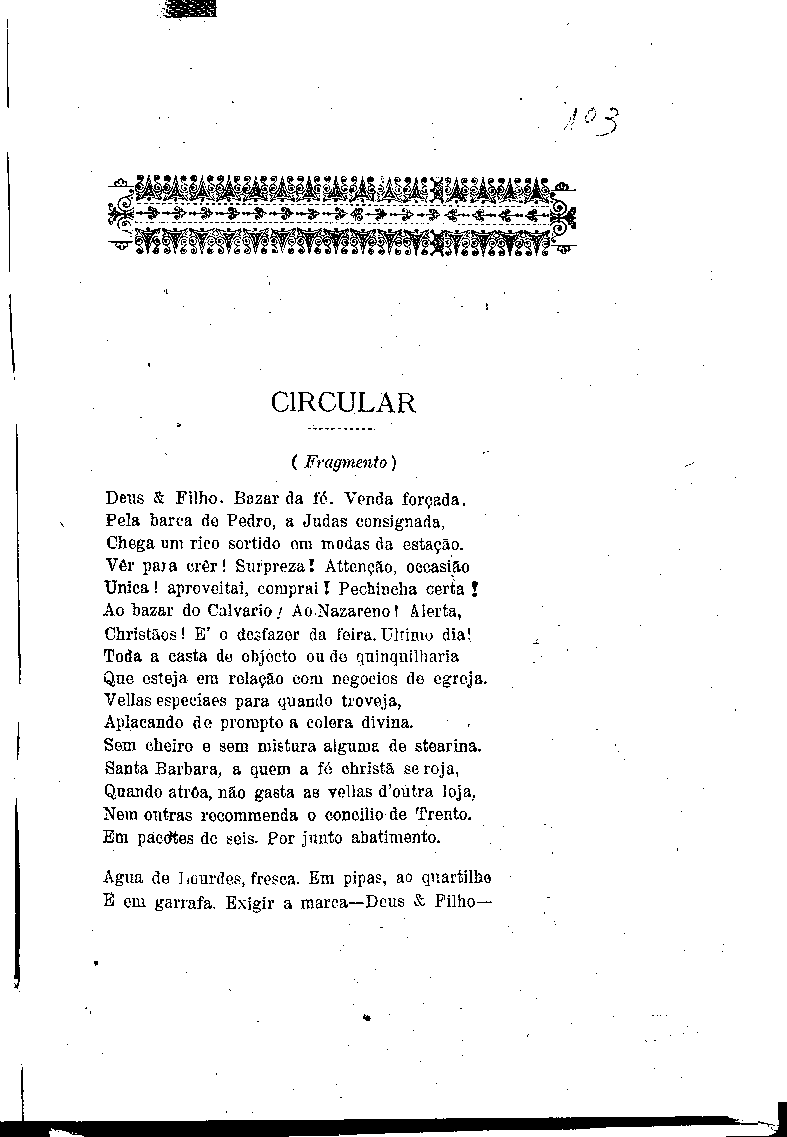 103
CIRCULAR
( Fragmento )
Deus & Filho. Bazar da fé. Venda forçada.
Pela barca de Pedro, a Judas consignada,
Chega um rico sortido em modas da estação.
Vêr para crêr! Surpreza! Attenção, occasião
Unica! aproveitai, comprai! Pechincha certa!
Ao bazar do Calvario! Ao Nazareno! Alerta,
Christãos! E' o desfazer da feira. Ultimo dia!
Toda a casta de objecto ou de quinquilharia
Que esteja em relação com negocios de egreja.
Vellas especiaes para quando troveja,
Aplacando de prompto a colera divina.
Sem cheiro e sem mistura alguma de stearina.
Santa Barbara, a quem a fé christã se roja,
Quando atrôa, não gasta as vellas d'outra loja,
Nem outras recommenda o concilio de Trento.
Em pacotes de seis. Por junto abatimento.
Agua de Lourdes, fresca. Em pipas, ao quartilho
E em garrafa. Exigir a marca—Deus & Filho—